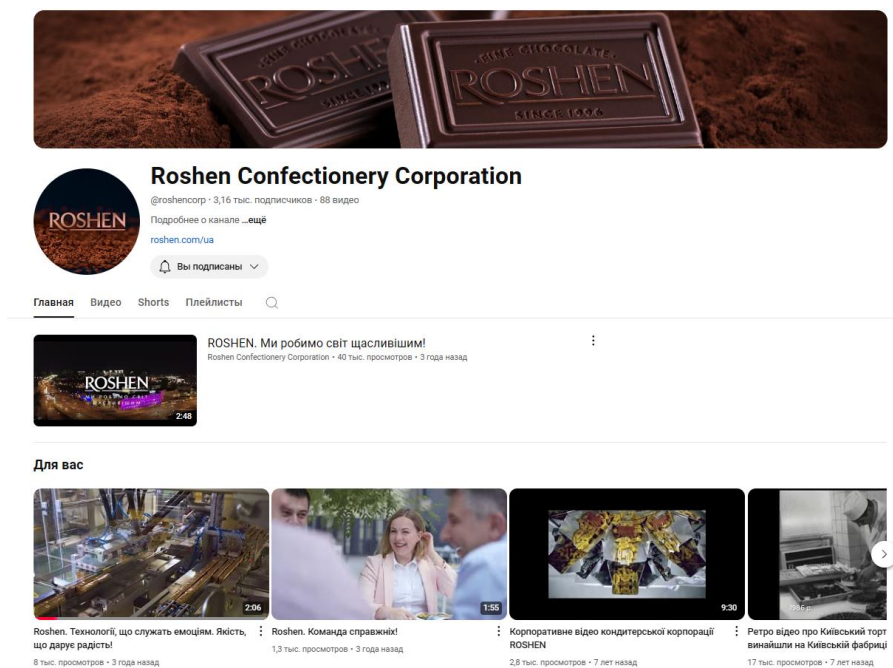 FINE CHOCOLATE
ROSHEN
FINE CHOCOLATE
ROSHEN
SINCE 1996
Roshen Confectionery Corporation
ROSHEN
@roshencorp · 3,16 тыс. подписчиков · 88 видео
Подробнее о канале ...ещё
roshen.com/ua
Вы подписаны
Главная Видео Shorts Плейлисты
ROSHEN. Ми робимо світ щасливішим!
Roshen Confectionery Corporation • 40 тыс. просмотров • 3 года назад
ROSHEN
МИ РОБИМО СВІТ
ЩАСЛИВІШИМ
2:48
Для вас
2:06
1:55
9:30
1986 р.
Roshen. Технології, що служать емоціям. Якість,
що дарує радість!
8 тыс. просмотров • 3 года назад
Roshen. Команда справжніх!
1,3 тыс. просмотров • 3 года назад
Корпоративне відео кондитерської корпорації
ROSHEN
2,8 тыс. просмотров • 7 лет назад
Ретро відео про Київський торт
винайшли на Київській фабриці
17 тыс. просмотров • 7 лет назад